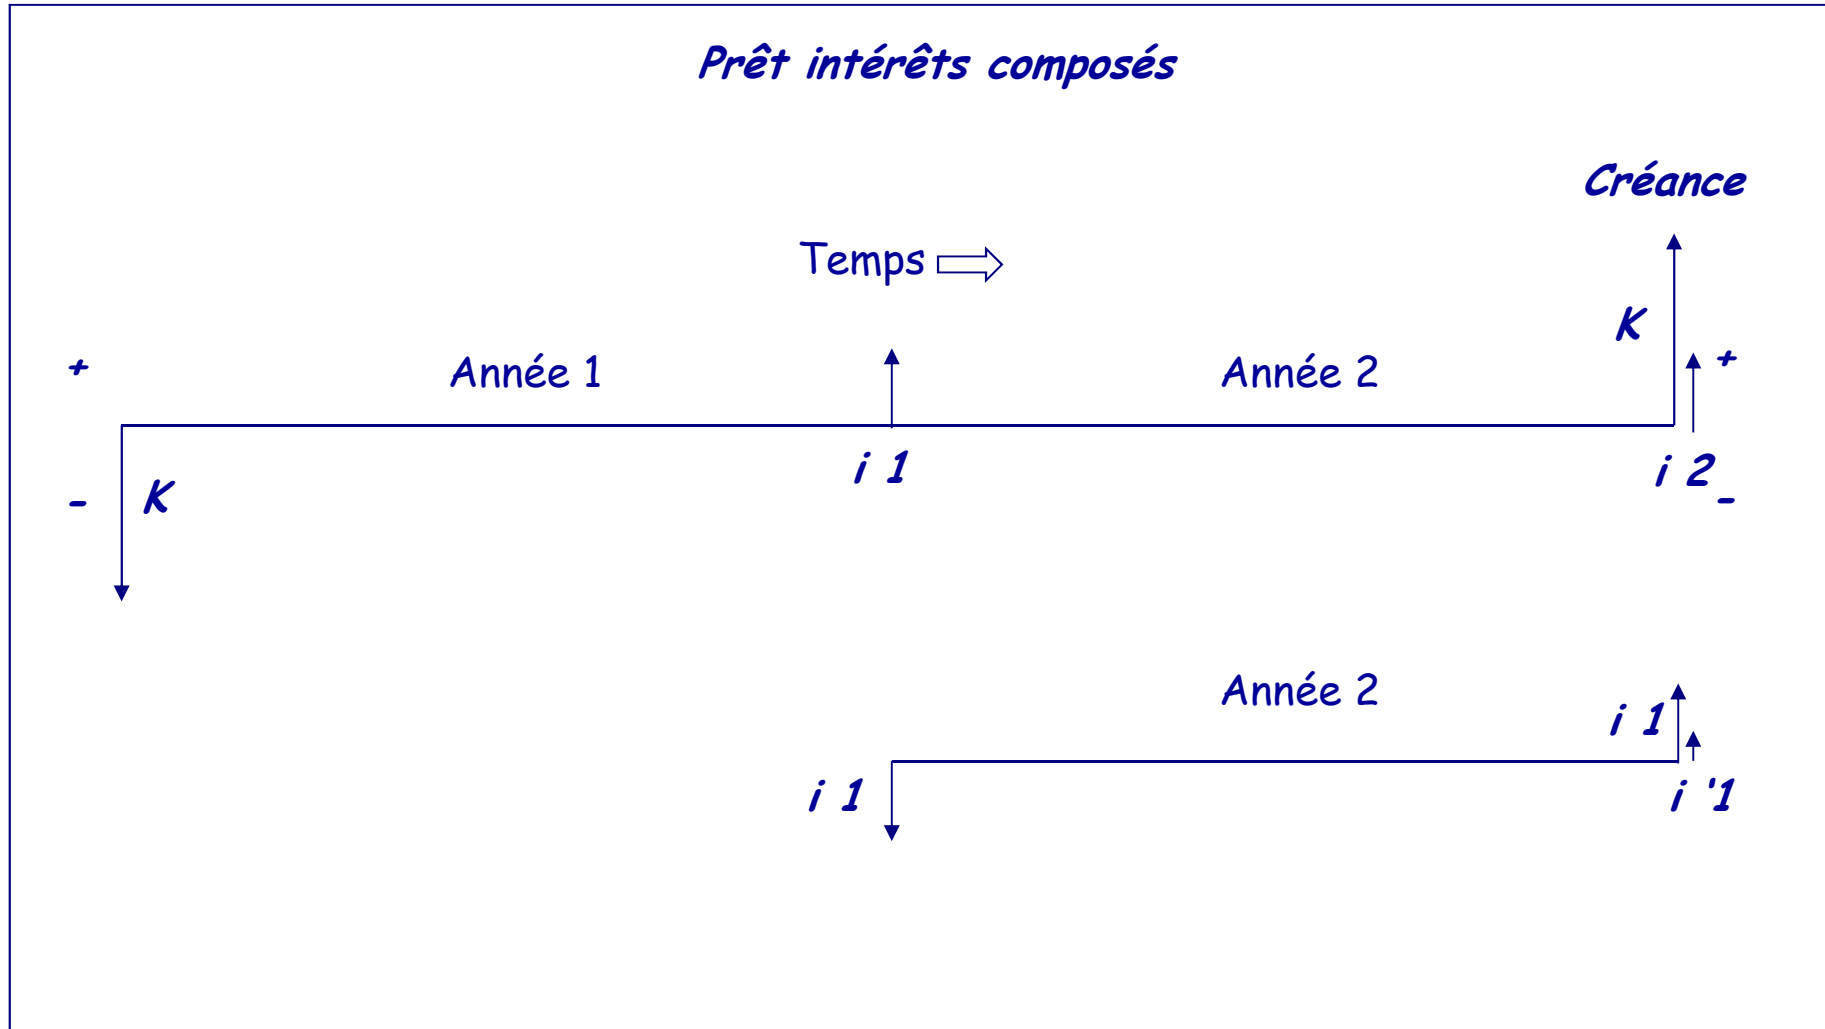 Prêt intérêts composés
Créance
Temps
K
+ Année 1 Année 2 +
i 1 i 2
- K -
Année 2
i 1
i 1 i '1